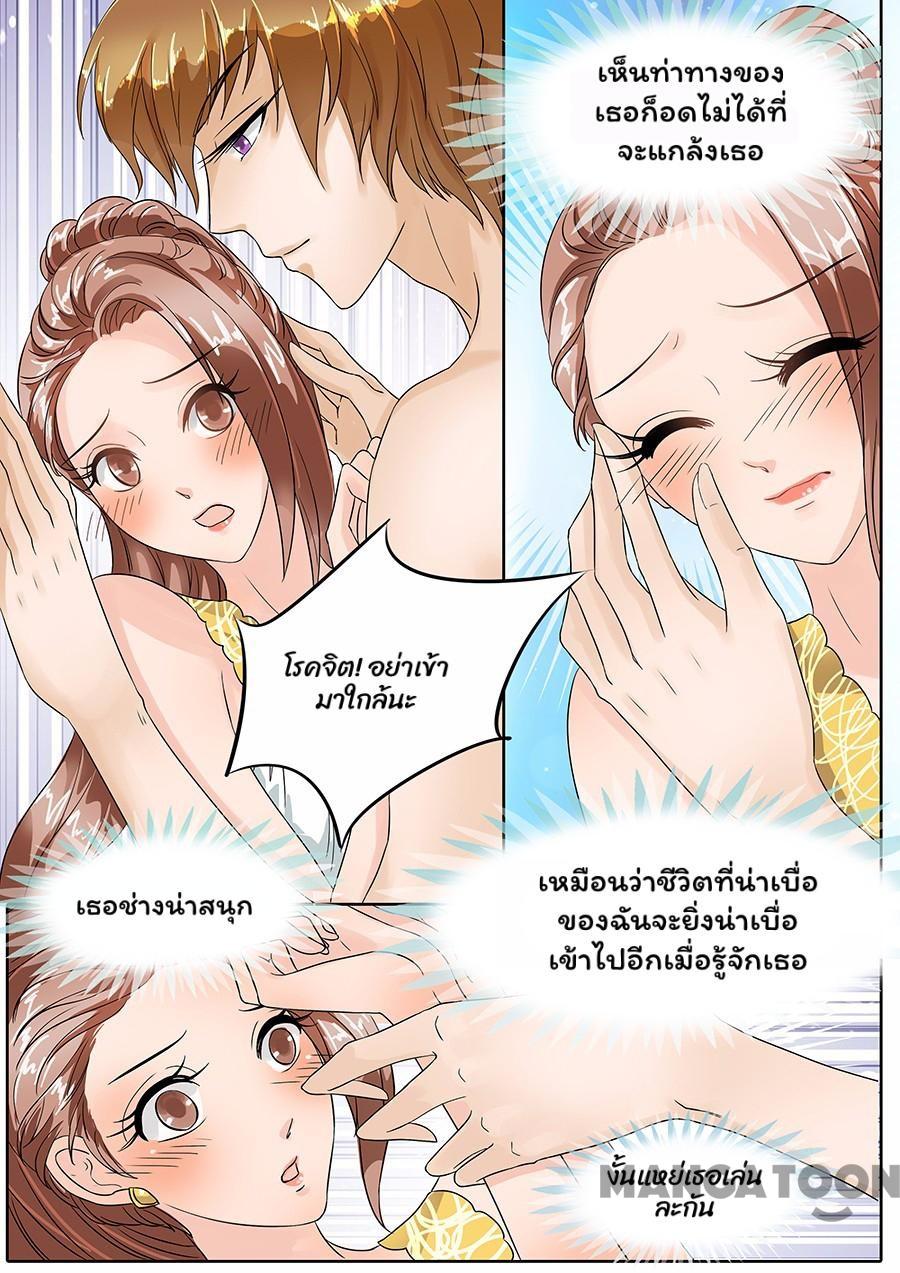 เห็นท่าทางของ
เธอก็อดไม่ได้ที่
จะแกล้งเธอ
โรคจิต! อย่าเข้า
มาใกล้นะ
เธอช่างน่าสนุก
เหมือนว่าชีวิตที่น่าเบื่อ
ของฉันจะยิ่งน่าเบื่อ
เข้าไปอีกเมื่อรู้จักเธอ
งั้นแหย่เธอเล่น
ละกัน
MANGA TOON